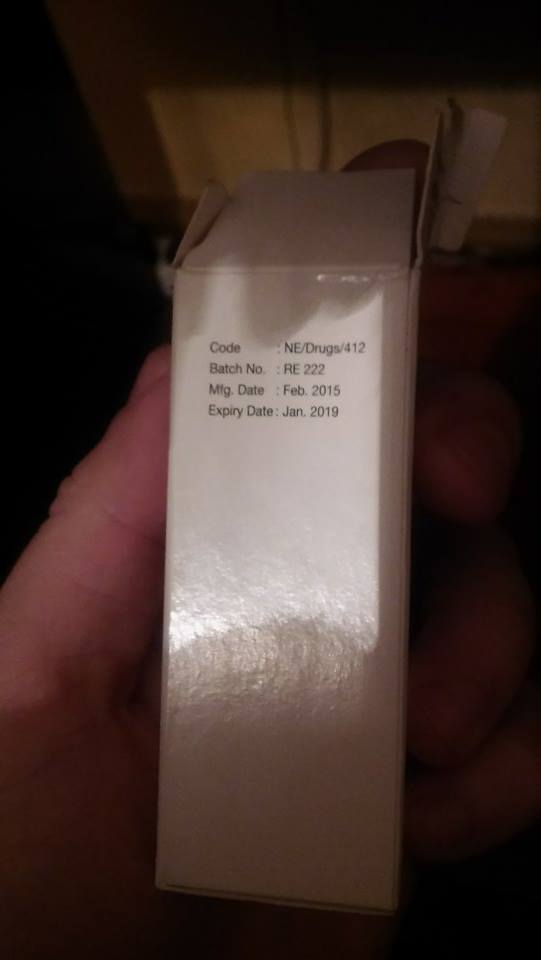 Code : NE/Drugs/412
Batch No. : RE 222
Mfg. Date : Feb. 2015
Expiry Date : Jan. 2019